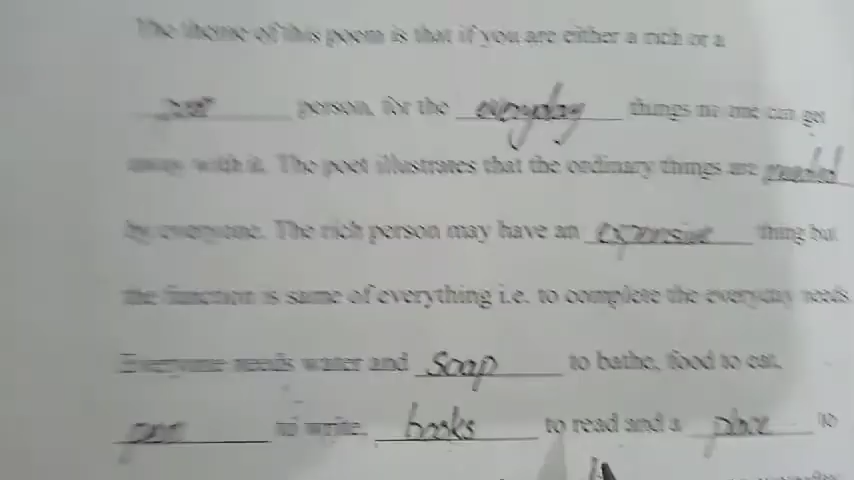 The theme of this poem is that if you are either a rich or a
person, for the everyday things no one can get
away with it. The poet illustrates that the ordinary things are needed
by everyone. The rich person may have an expensive thing but
the function is same of everything i.e. to complete the everyday needs.
Everyone needs water and Soap to bathe, food to eat,
pen to write, books to read and a place to